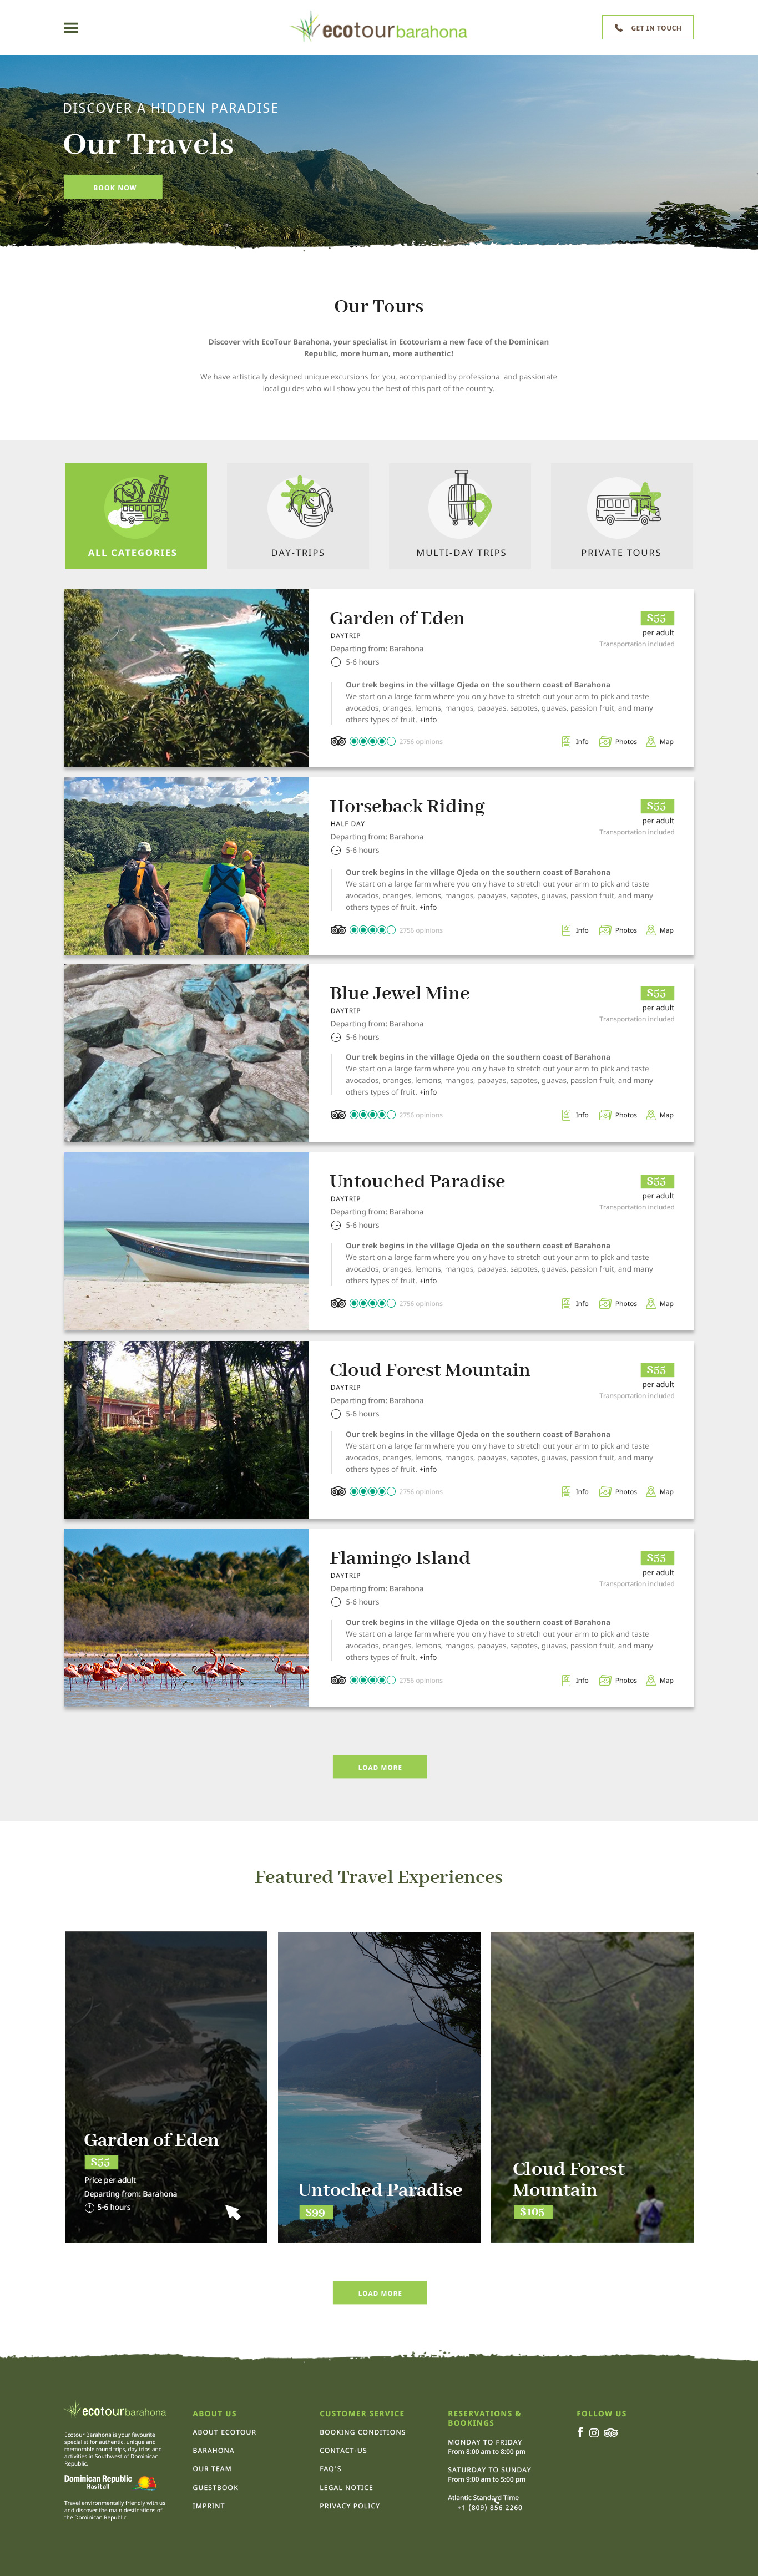 ecotourbarahona
GET IN TOUCH
DISCOVER A HIDDEN PARADISE
Our Travels
BOOK NOW
Our Tours
Discover with EcoTour Barahona, your specialist in Ecotourism a new face of the Dominican
Republic, more human, more authentic!
We have artistically designed unique excursions for you, accompanied by professional and passionate
local guides who will show you the best of this part of the country.
ALL CATEGORIES
DAY-TRIPS
MULTI-DAY TRIPS
PRIVATE TOURS
Garden of Eden
$55
DAYTRIP
per adult
Departing from: Barahona
Transportation included
5-6 hours
Our trek begins in the village Ojeda on the southern coast of Barahona
We start on a large farm where you only have to stretch out your arm to pick and taste
avocados, oranges, lemons, mangos, papayas, sapotes, guavas, passion fruit, and many
others types of fruit. +info
2756 opinions
Info
Photos
Map
Horseback Riding
$55
HALF DAY
per adult
Departing from: Barahona
Transportation included
5-6 hours
Our trek begins in the village Ojeda on the southern coast of Barahona
We start on a large farm where you only have to stretch out your arm to pick and taste
avocados, oranges, lemons, mangos, papayas, sapotes, guavas, passion fruit, and many
others types of fruit. +info
2756 opinions
Info
Photos
Map
Blue Jewel Mine
$55
DAYTRIP
per adult
Departing from: Barahona
Transportation included
5-6 hours
Our trek begins in the village Ojeda on the southern coast of Barahona
We start on a large farm where you only have to stretch out your arm to pick and taste
avocados, oranges, lemons, mangos, papayas, sapotes, guavas, passion fruit, and many
others types of fruit. +info
2756 opinions
Info
Photos
Map
Untouched Paradise
$55
DAYTRIP
per adult
Departing from: Barahona
Transportation included
5-6 hours
Our trek begins in the village Ojeda on the southern coast of Barahona
We start on a large farm where you only have to stretch out your arm to pick and taste
avocados, oranges, lemons, mangos, papayas, sapotes, guavas, passion fruit, and many
others types of fruit. +info
2756 opinions
Info
Photos
Map
Cloud Forest Mountain
$55
DAYTRIP
per adult
Departing from: Barahona
Transportation included
5-6 hours
Our trek begins in the village Ojeda on the southern coast of Barahona
We start on a large farm where you only have to stretch out your arm to pick and taste
avocados, oranges, lemons, mangos, papayas, sapotes, guavas, passion fruit, and many
others types of fruit. +info
2756 opinions
Info
Photos
Map
Flamingo Island
$55
DAYTRIP
per adult
Departing from: Barahona
Transportation included
5-6 hours
Our trek begins in the village Ojeda on the southern coast of Barahona
We start on a large farm where you only have to stretch out your arm to pick and taste
avocados, oranges, lemons, mangos, papayas, sapotes, guavas, passion fruit, and many
others types of fruit. +info
2756 opinions
Info
Photos
Map
LOAD MORE
Featured Travel Experiences
Garden of Eden
$55
Price per adult
Departing from: Barahona
5-6 hours
Untoched Paradise
$99
Cloud Forest
Mountain
$105
LOAD MORE
ecotourbarahona
Ecotour Barahona is your favourite
specialist for authentic, unique and
memorable round trips, day trips and
activities in Southwest of Dominican
Republic.
Dominican Republic
Has it all
Travel environmentally friendly with us
and discover the main destinations of
the Dominican Republic
ABOUT US
ABOUT ECOTOUR
BARAHONA
OUR TEAM
GUESTBOOK
IMPRINT
CUSTOMER SERVICE
BOOKING CONDITIONS
CONTACT-US
FAQ'S
LEGAL NOTICE
PRIVACY POLICY
RESERVATIONS &
BOOKINGS
MONDAY TO FRIDAY
From 8:00 am to 8:00 pm
SATURDAY TO SUNDAY
From 9:00 am to 5:00 pm
Atlantic Standard Time
+1 (809) 856 2260
FOLLOW US